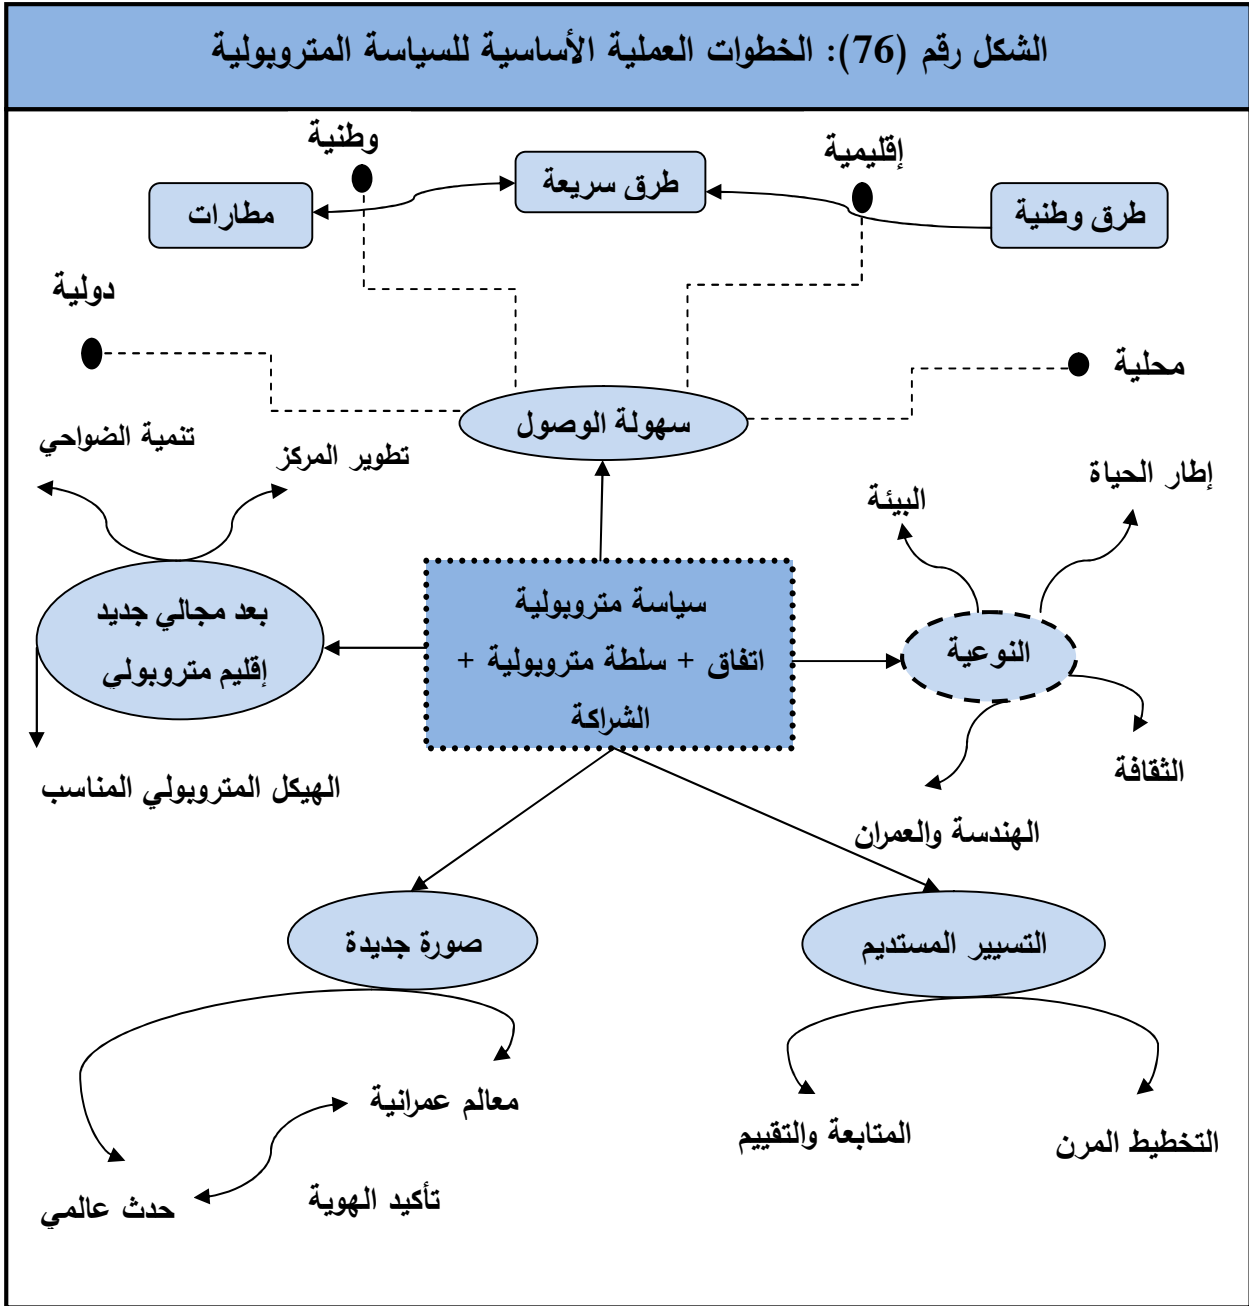 الشكل رقم (76): الخطوات العملية الأساسية للسياسة المتروبولية
وطنية
إقليمية
طرق وطنية
طرق سريعة
مطارات
دولية
محلية
سهولة الوصول
تنمية الضواحي
تطوير المركز
البيئة
إطار الحياة
بعد مجالي جديد
إقليم متروبولي
سياسة متروبولية
اتفاق + سلطة متروبولية +
الشراكة
النوعية
الهيكل المتروبولي المناسب
الثقافة
الهندسة والعمران
صورة جديدة
التسيير المستديم
معالم عمرانية
المتابعة والتقييم
التخطيط المرن
تأكيد الهوية
حدث عالمي